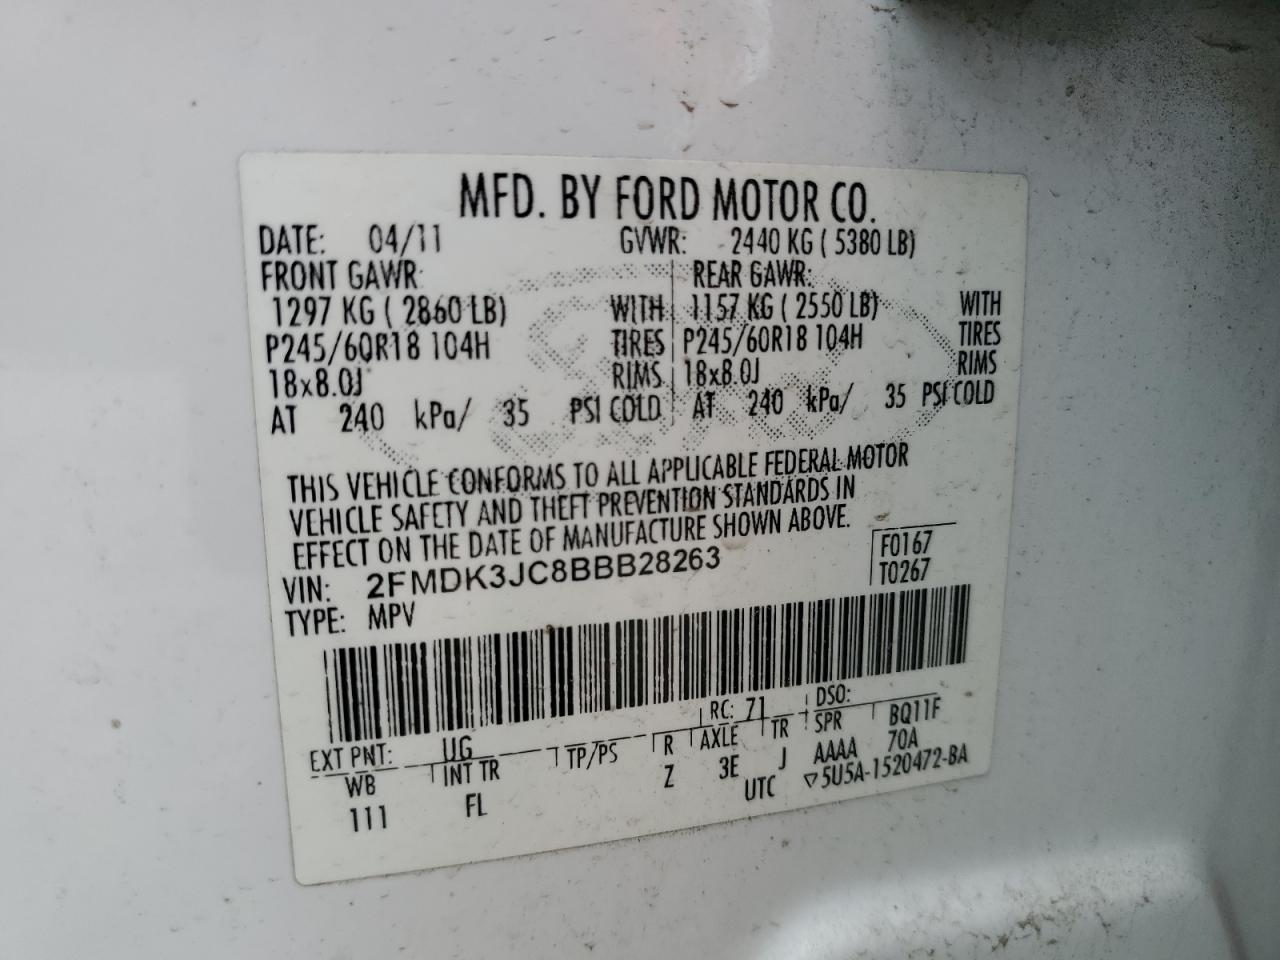 MFD. BY FORD MOTOR CO.
DATE: 04/11 GVWR: 2440 KG ( 5380 LB)
FRONT GAWR: REAR GAWR:
1297 KG ( 2860 LB) WITH 1157 KG ( 2550 LB) WITH
P245/60R18 104H TIRES P245/60R18 104H TIRES
18x8.0J RIMS 18x8.0J RIMS
AT 240 kPa/ 35 PSI COLD AT 240 kPa/ 35 PSI COLD
THIS VEHICLE CONFORMS TO ALL APPLICABLE FEDERAL MOTOR
VEHICLE SAFETY AND THEFT PREVENTION STANDARDS IN
EFFECT ON THE DATE OF MANUFACTURE SHOWN ABOVE.
VIN: 2FMDK3JC8BBB28263 F0167
TYPE: MPV T0267
EXT PNT: UG RC: 71 DSO:
WB INT TR TP/PS R AXLE TR SPR BQ11F
111 FL Z 3E J AAAA 70A
UTC ▽5U5A-1520472-BA